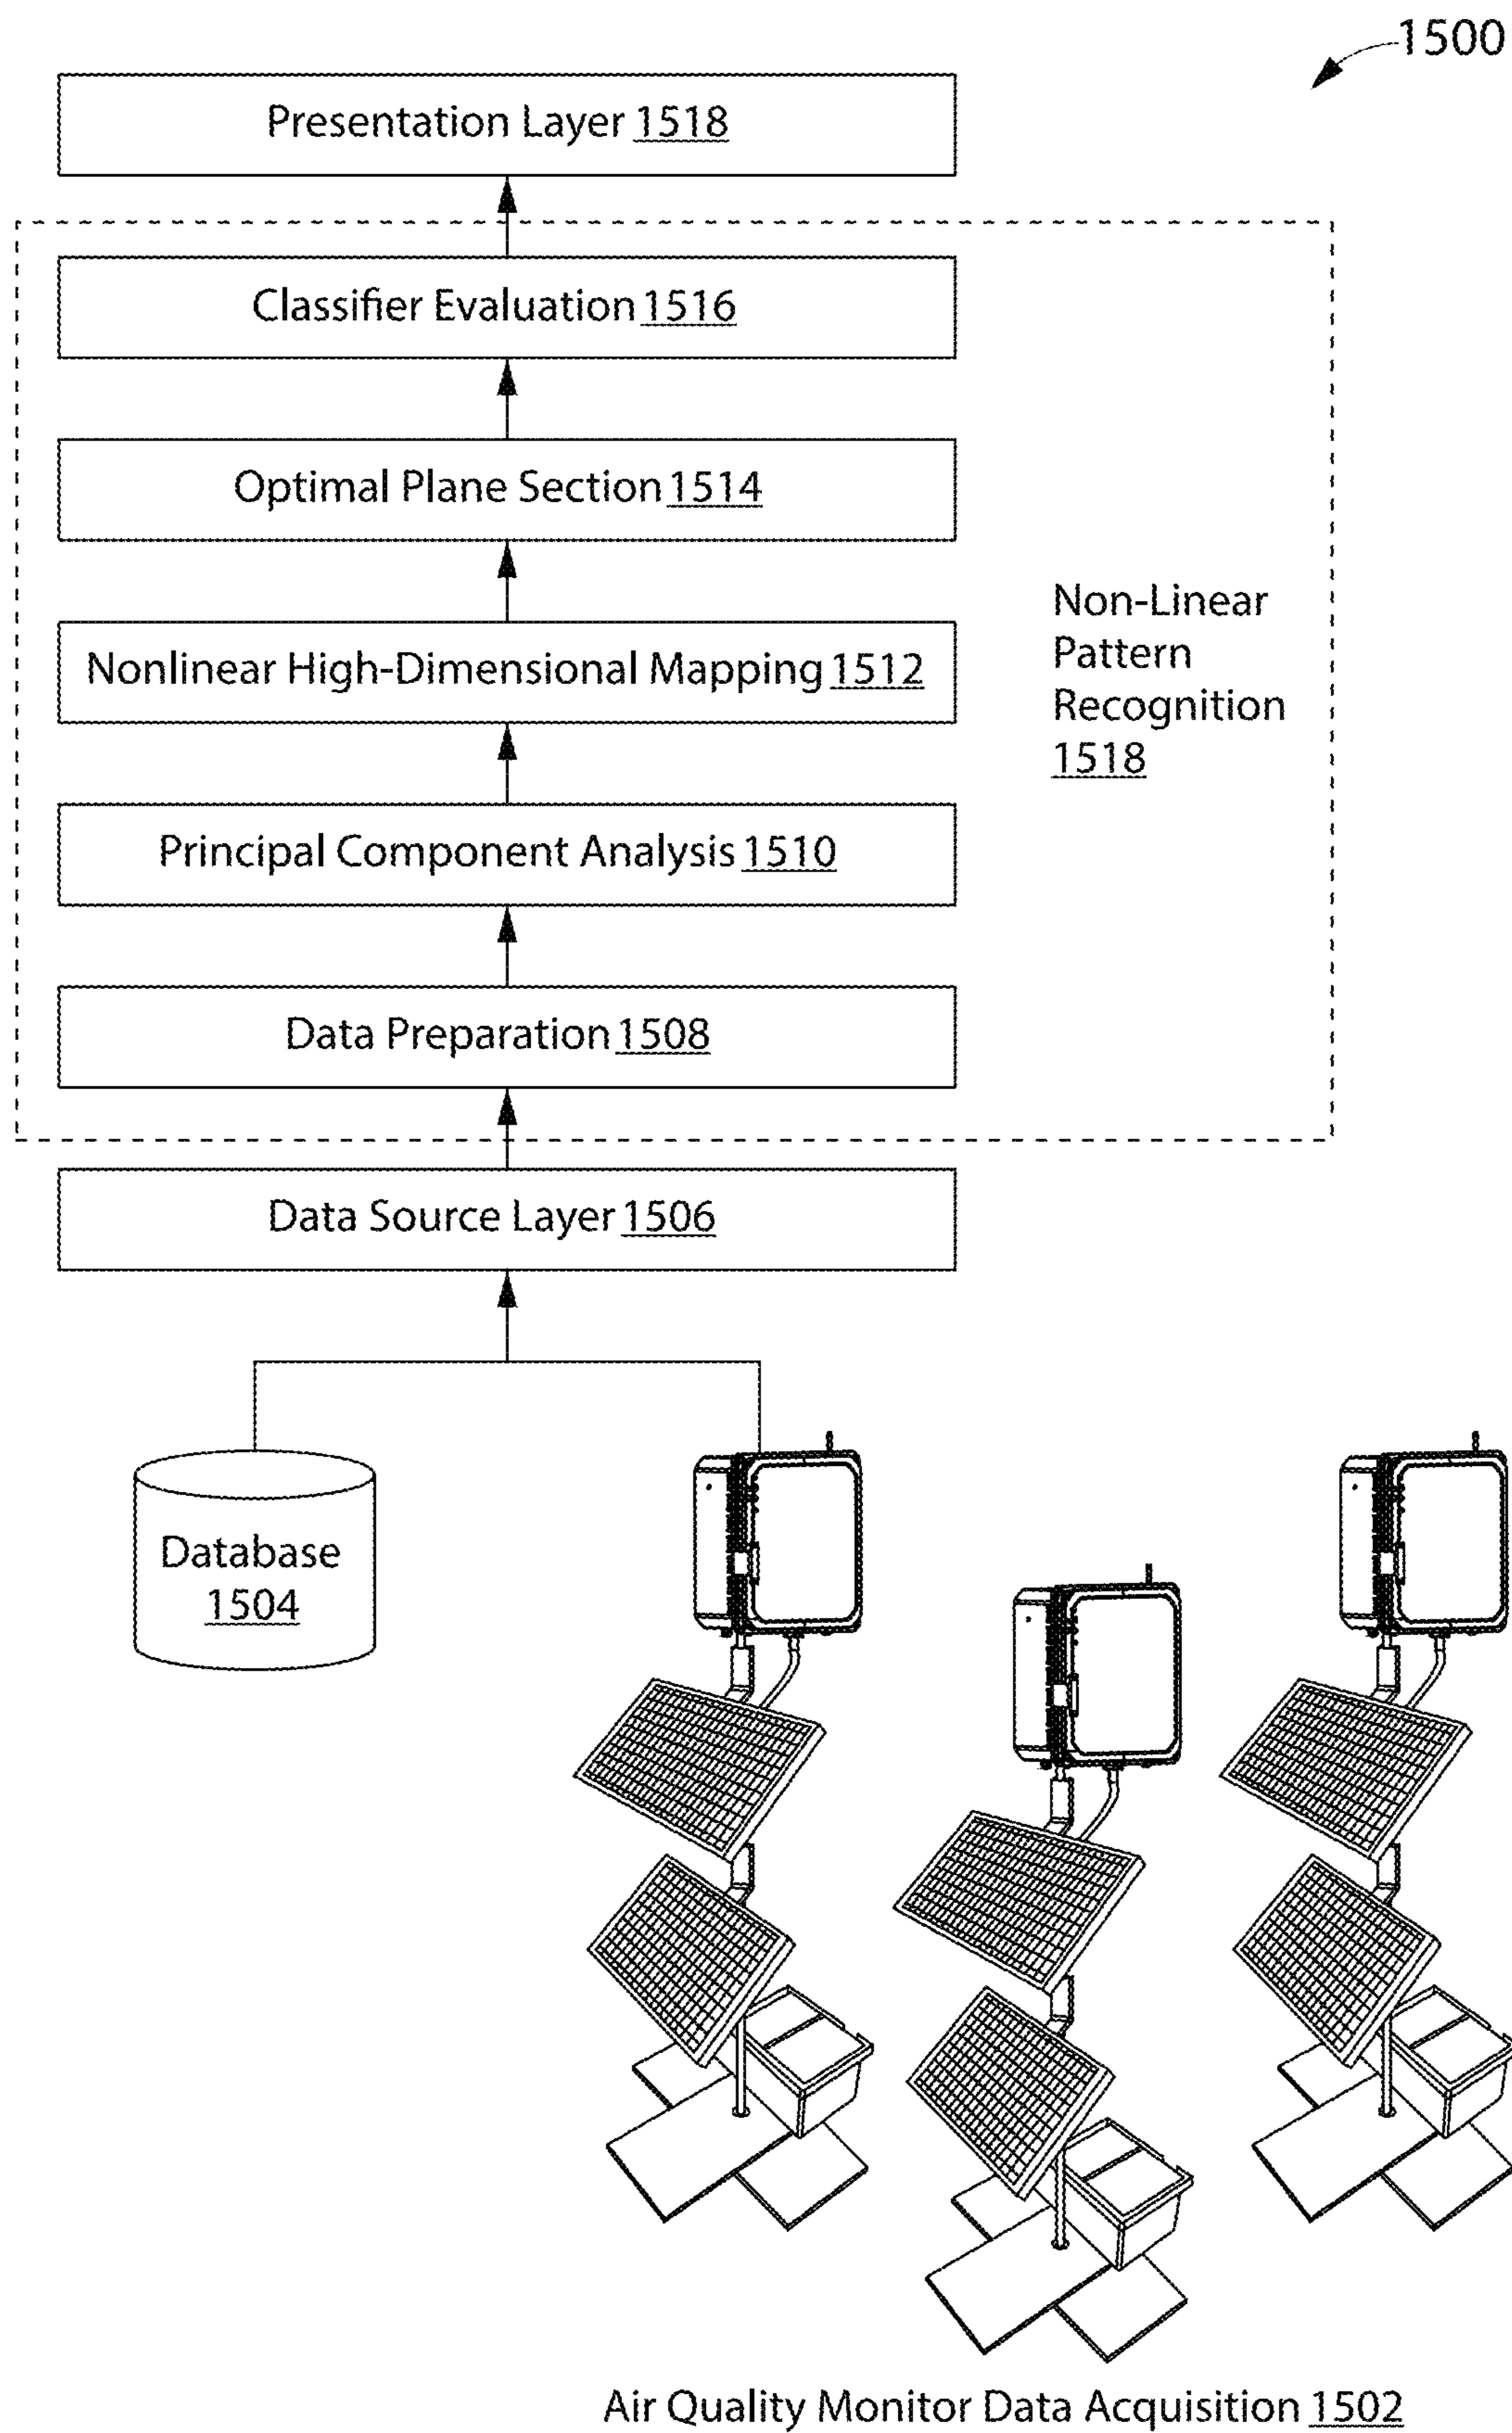 1500
Presentation Layer 1518
Classifier Evaluation 1516
Optimal Plane Section 1514
Nonlinear High-Dimensional Mapping 1512
Non-Linear
Pattern
Recognition
1518
Principal Component Analysis 1510
Data Preparation 1508
Data Source Layer 1506
Database
1504
Air Quality Monitor Data Acquisition 1502